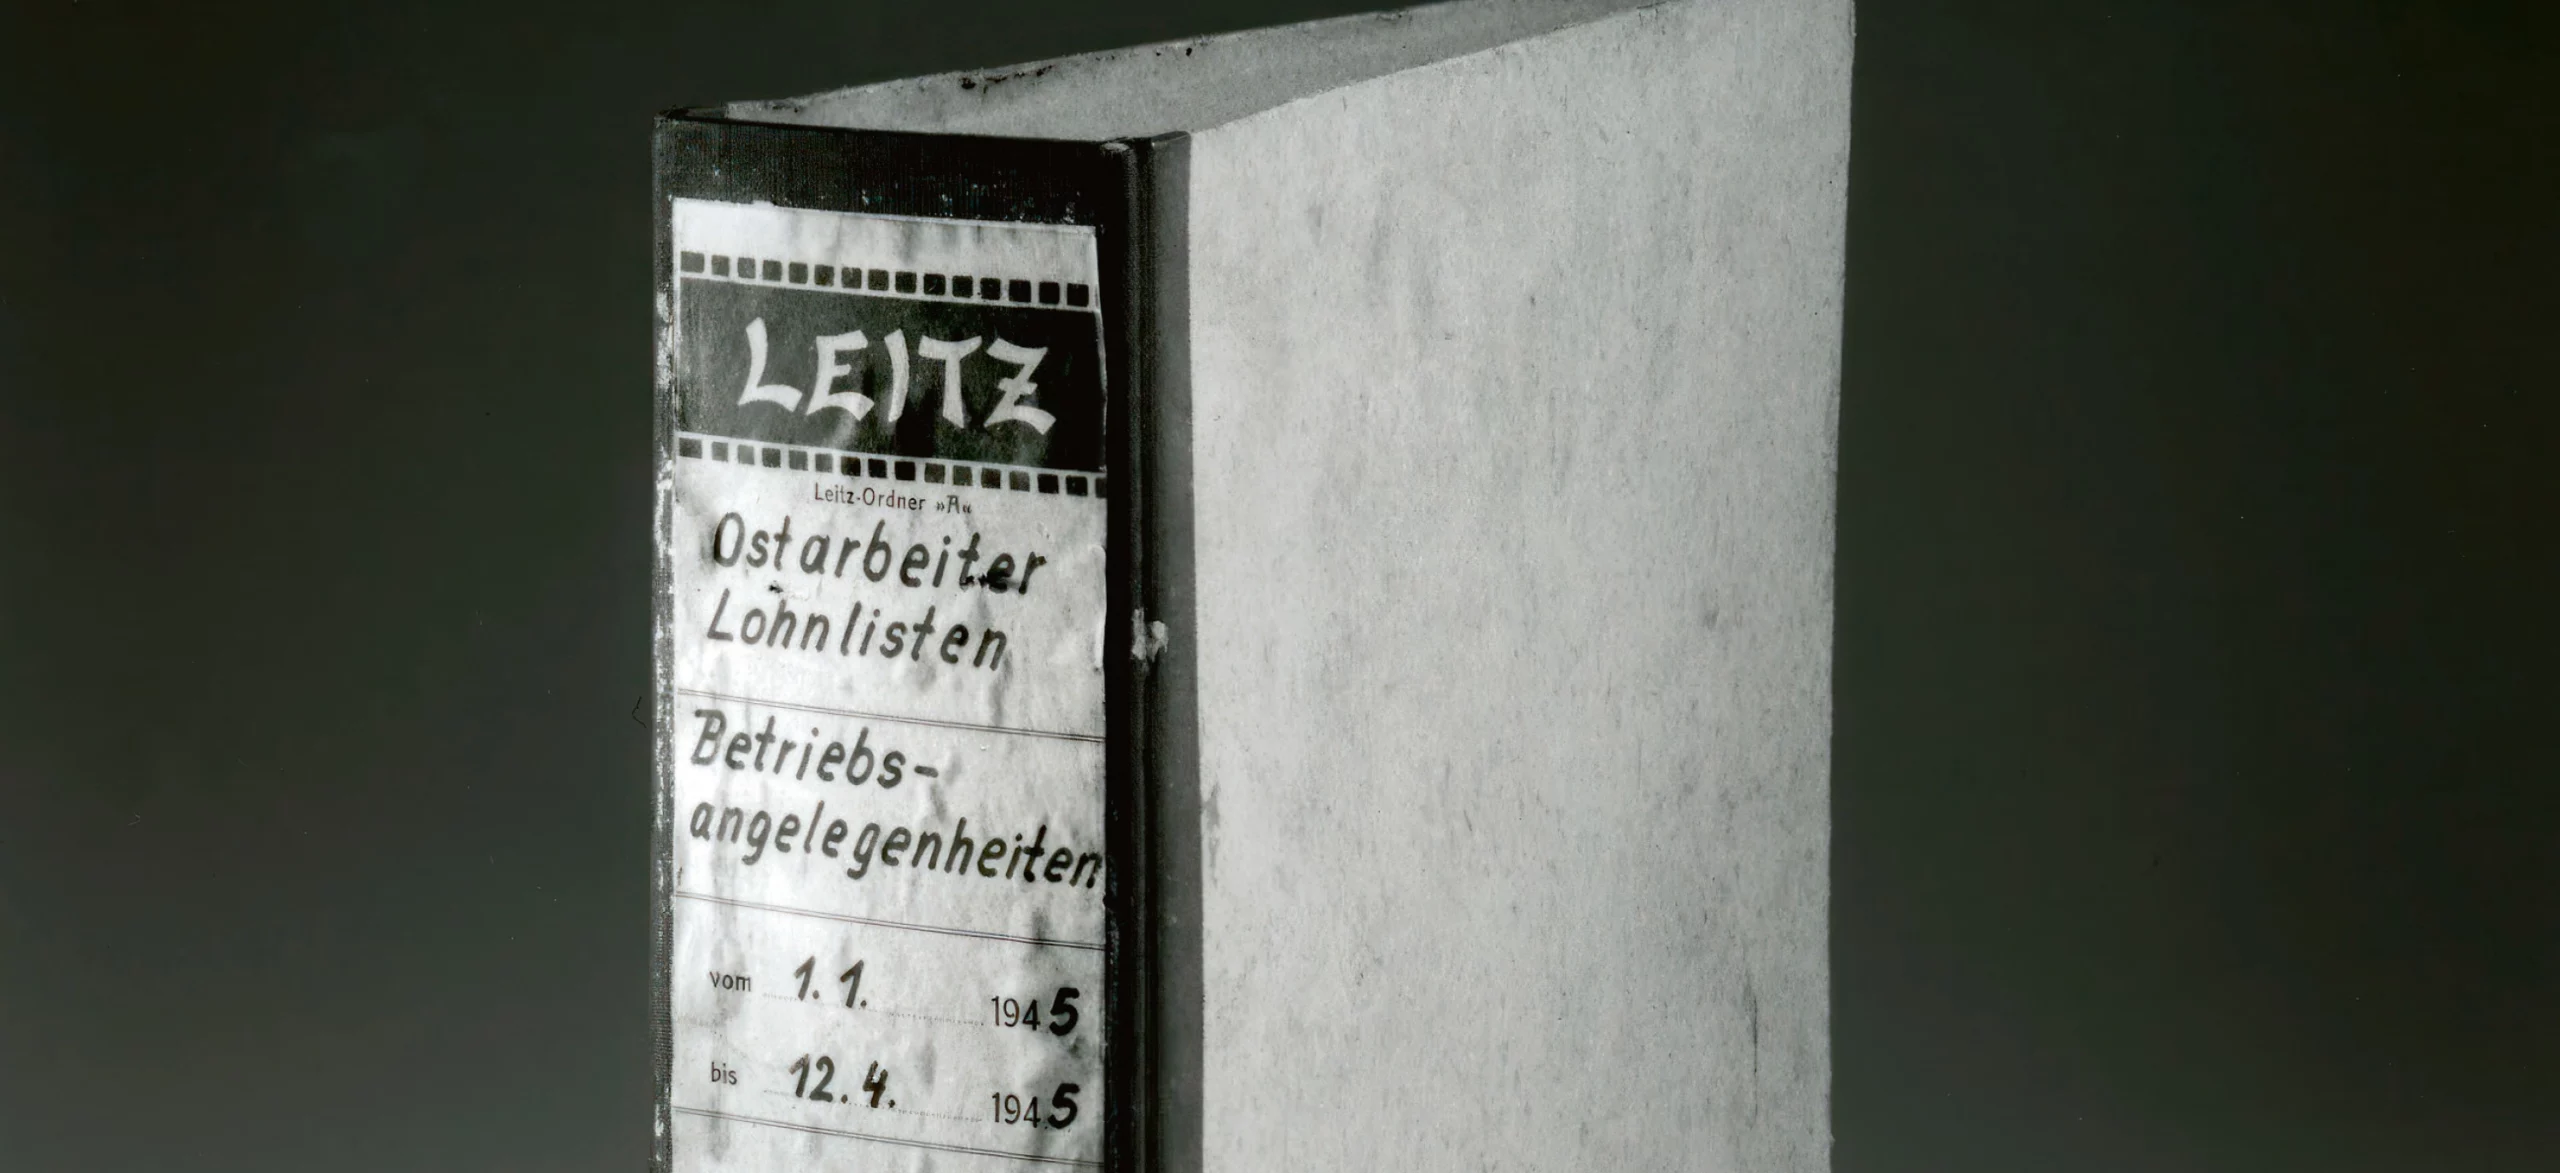 LEITZ
Leitz-Ordner »A«
Ostarbeiter
Lohnlisten
Betriebs-
angelegenheiten
vom 1.1. 1945
bis 12.4. 1945